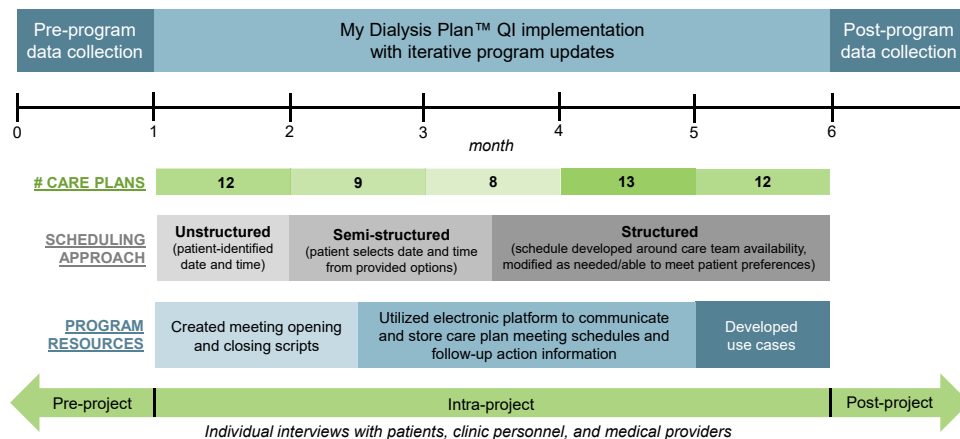 Pre-program
data collection
My Dialysis Plan™ QI implementation
with iterative program updates
Post-program
data collection
0 1 2 3 4 5 6
month
# CARE PLANS
12 9 8 13 12
SCHEDULING
APPROACH
Unstructured
(patient-identified
date and time)
Semi-structured
(patient selects date and time
from provided options)
Structured
(schedule developed around care team availability,
modified as needed/able to meet patient preferences)
PROGRAM
RESOURCES
Created meeting opening
and closing scripts
Utilized electronic platform to communicate
and store care plan meeting schedules and
follow-up action information
Developed
use cases
Pre-project
Intra-project
Post-project
Individual interviews with patients, clinic personnel, and medical providers